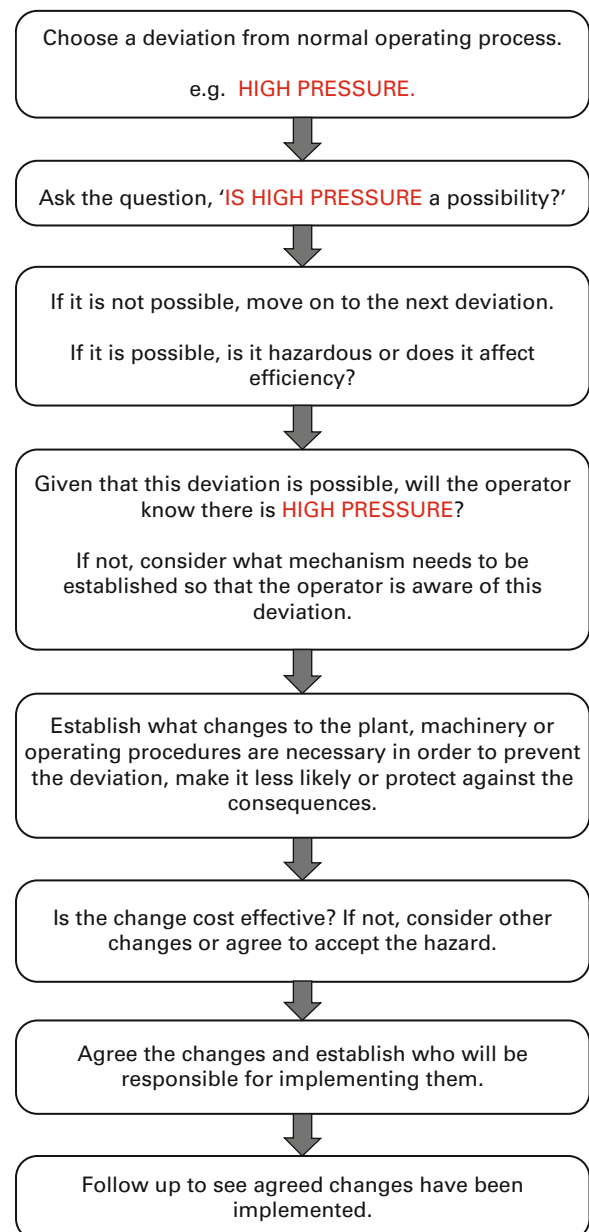 Choose a deviation from normal operating process.
e.g. HIGH PRESSURE.
Ask the question, ‘IS HIGH PRESSURE a possibility?’
If it is not possible, move on to the next deviation.
If it is possible, is it hazardous or does it affect
efficiency?
Given that this deviation is possible, will the operator
know there is HIGH PRESSURE?
If not, consider what mechanism needs to be
established so that the operator is aware of this
deviation.
Establish what changes to the plant, machinery or
operating procedures are necessary in order to prevent
the deviation, make it less likely or protect against the
consequences.
Is the change cost effective? If not, consider other
changes or agree to accept the hazard.
Agree the changes and establish who will be
responsible for implementing them.
Follow up to see agreed changes have been
implemented.